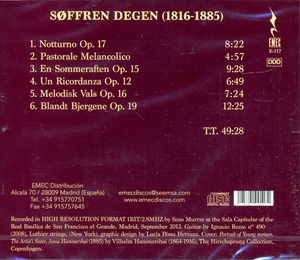 SØFFREN DEGEN (1816-1885)
EMEC
E-117
DDD
1. Notturno Op. 17 8:22
2. Pastorale Melancolico 4:57
3. En Sommeraften Op. 15 9:28
4. Un Ricordanza Op. 12 6:49
5. Melodisk Vals Op. 16 7:24
6. Blandt Bjergene Op. 19 12:25
T.T. 49:28
EMEC Distribución
Alcalá 70 / 28009 Madrid (España)
Tel. +34 915770751
Fax. +34 915757645
emecdiscos@seemsa.com
emecdiscos.com
Recorded in HIGH RESOLUTION FORMAT 1BIT/2.8MHZ by Sean Murray at the Sala Capitular of the
Real Basilica de San Francisco el Grande, Madrid, September 2013. Guitars by Ignacio Rozas nº 490
(2008), Luthier strings, (New York), graphic design by Lucía Pérez Herranz. Cover: Portrait of Young woman.
The Artist's Sister, Anna Hammershøi (1885) by Vilhelm Hammershøi (1864-1916), The Hirschsprung Collection,
Copenhagen.